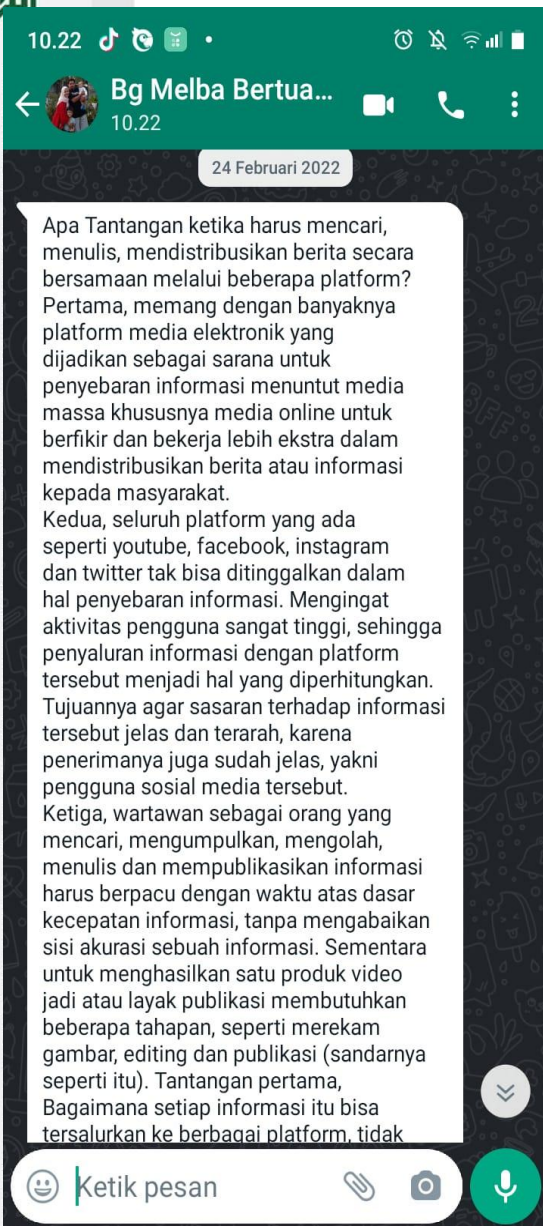 10.22
Bg Melba Bertua...
10.22
24 Februari 2022
Apa Tantangan ketika harus mencari,
menulis, mendistribusikan berita secara
bersamaan melalui beberapa platform?
Pertama, memang dengan banyaknya
platform media elektronik yang
dijadikan sebagai sarana untuk
penyebaran informasi menuntut media
massa khususnya media online untuk
berfikir dan bekerja lebih ekstra dalam
mendistribusikan berita atau informasi
kepada masyarakat.
Kedua, seluruh platform yang ada
seperti youtube, facebook, instagram
dan twitter tak bisa ditinggalkan dalam
hal penyebaran informasi. Mengingat
aktivitas pengguna sangat tinggi, sehingga
penyaluran informasi dengan platform
tersebut menjadi hal yang diperhitungkan.
Tujuannya agar sasaran terhadap informasi
tersebut jelas dan terarah, karena
penerimanya juga sudah jelas, yakni
pengguna sosial media tersebut.
Ketiga, wartawan sebagai orang yang
mencari, mengumpulkan, mengolah,
menulis dan mempublikasikan informasi
harus berpacu dengan waktu atas dasar
kecepatan informasi, tanpa mengabaikan
sisi akurasi sebuah informasi. Sementara
untuk menghasilkan satu produk video
jadi atau layak publikasi membutuhkan
beberapa tahapan, seperti merekam
gambar, editing dan publikasi (sandarnya
seperti itu). Tantangan pertama,
Bagaimana setiap informasi itu bisa
tersalurkan ke berbagai platform, tidak
Ketik pesan